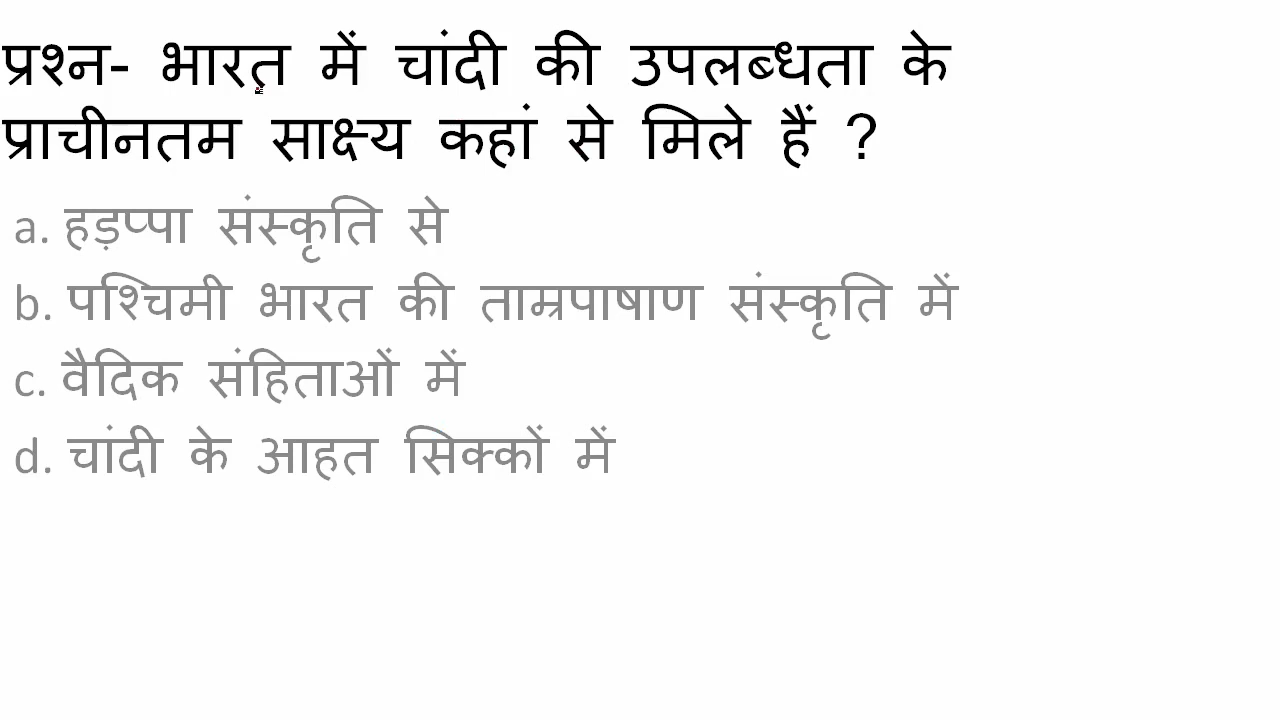 प्रश्न- भारत में चांदी की उपलब्धता के
प्राचीनतम साक्ष्य कहां से मिले हैं ?
a. हड़प्पा संस्कृति से
b. पश्चिमी भारत की ताम्रपाषाण संस्कृति में
c. वैदिक संहिताओं में
d. चांदी के आहत सिक्कों में